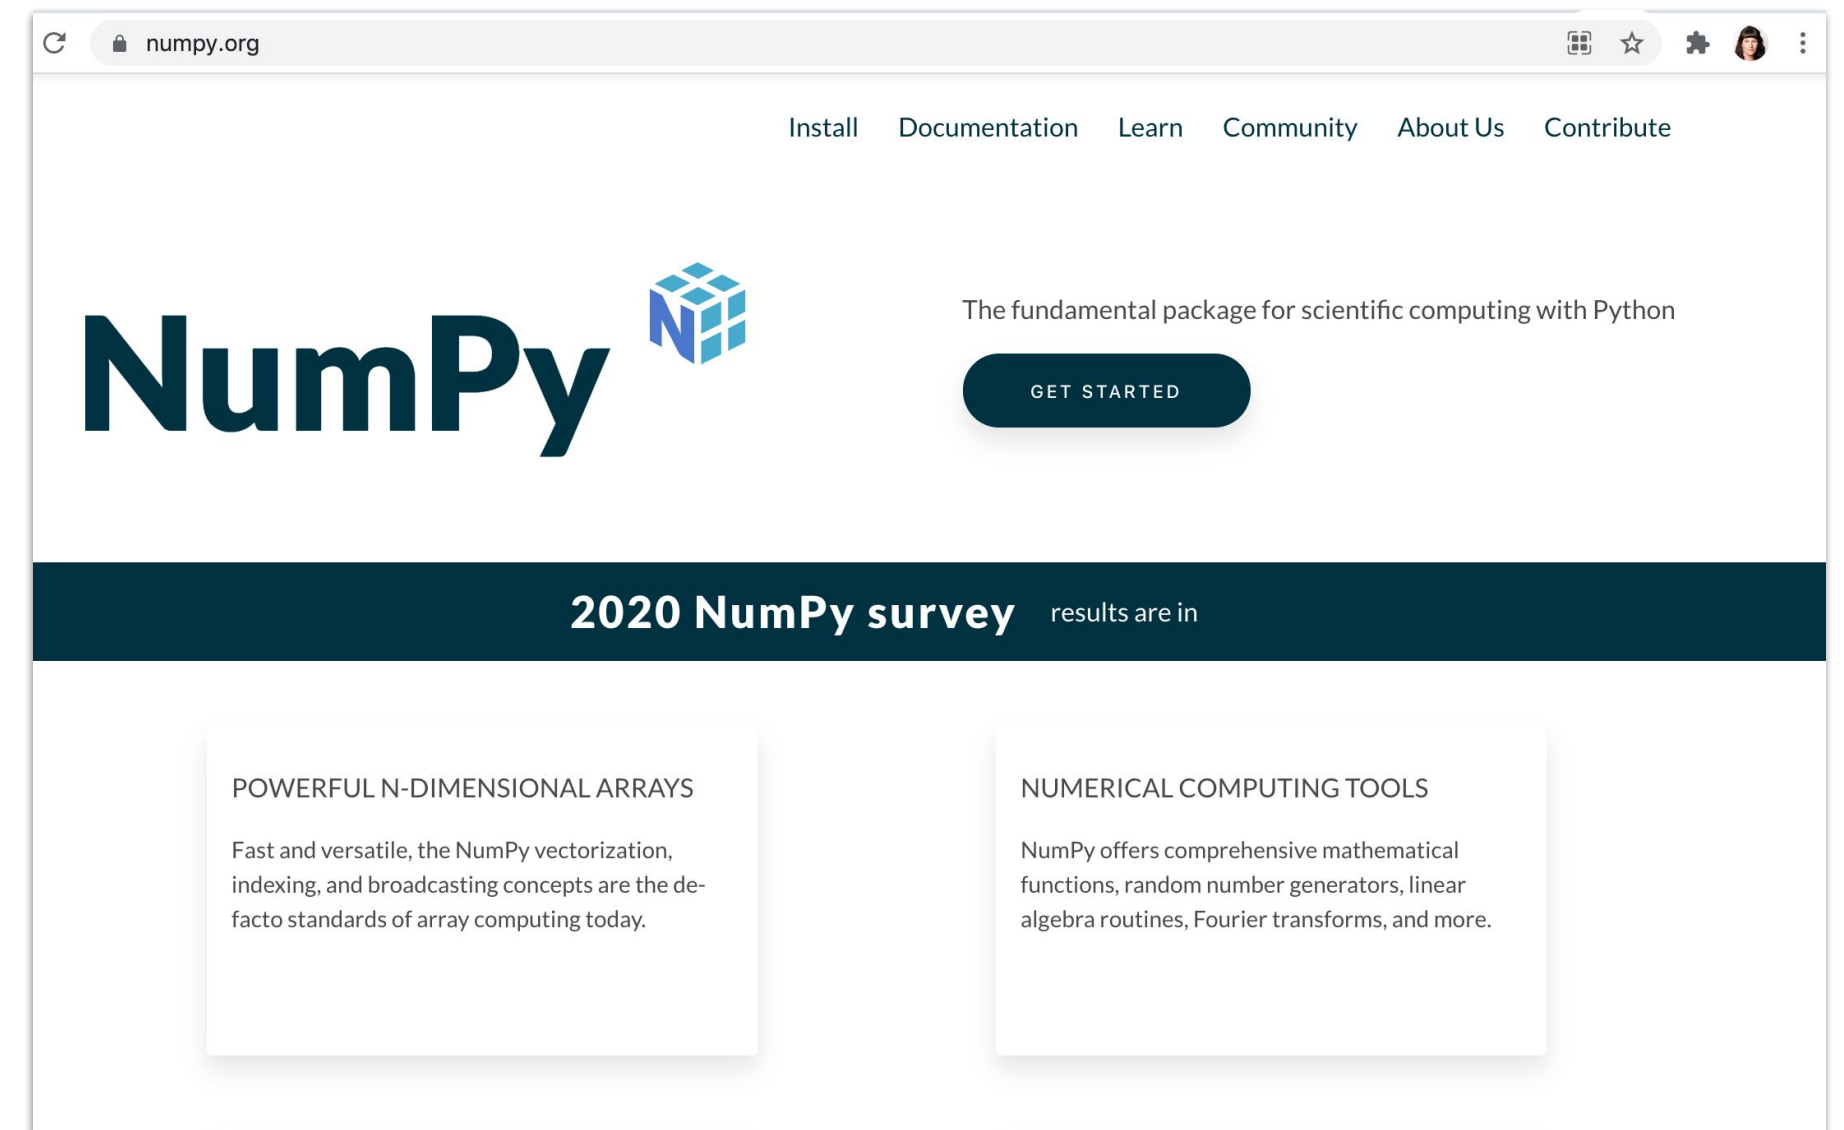 numpy.org
Install Documentation Learn Community About Us Contribute
NumPy
The fundamental package for scientific computing with Python
GET STARTED
2020 NumPy survey results are in
POWERFUL N-DIMENSIONAL ARRAYS
Fast and versatile, the NumPy vectorization,
indexing, and broadcasting concepts are the de-
facto standards of array computing today.
NUMERICAL COMPUTING TOOLS
NumPy offers comprehensive mathematical
functions, random number generators, linear
algebra routines, Fourier transforms, and more.